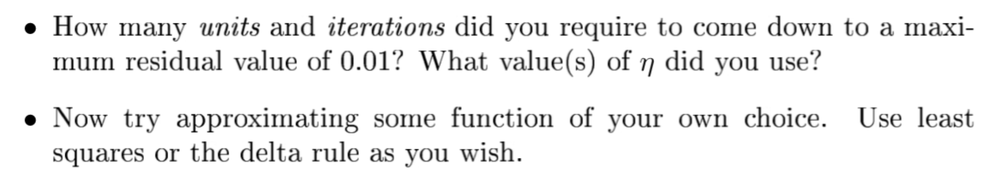 • How many units and iterations did you require to come down to a maxi-
mum residual value of 0.01? What value(s) of η did you use?
• Now try approximating some function of your own choice. Use least
squares or the delta rule as you wish.